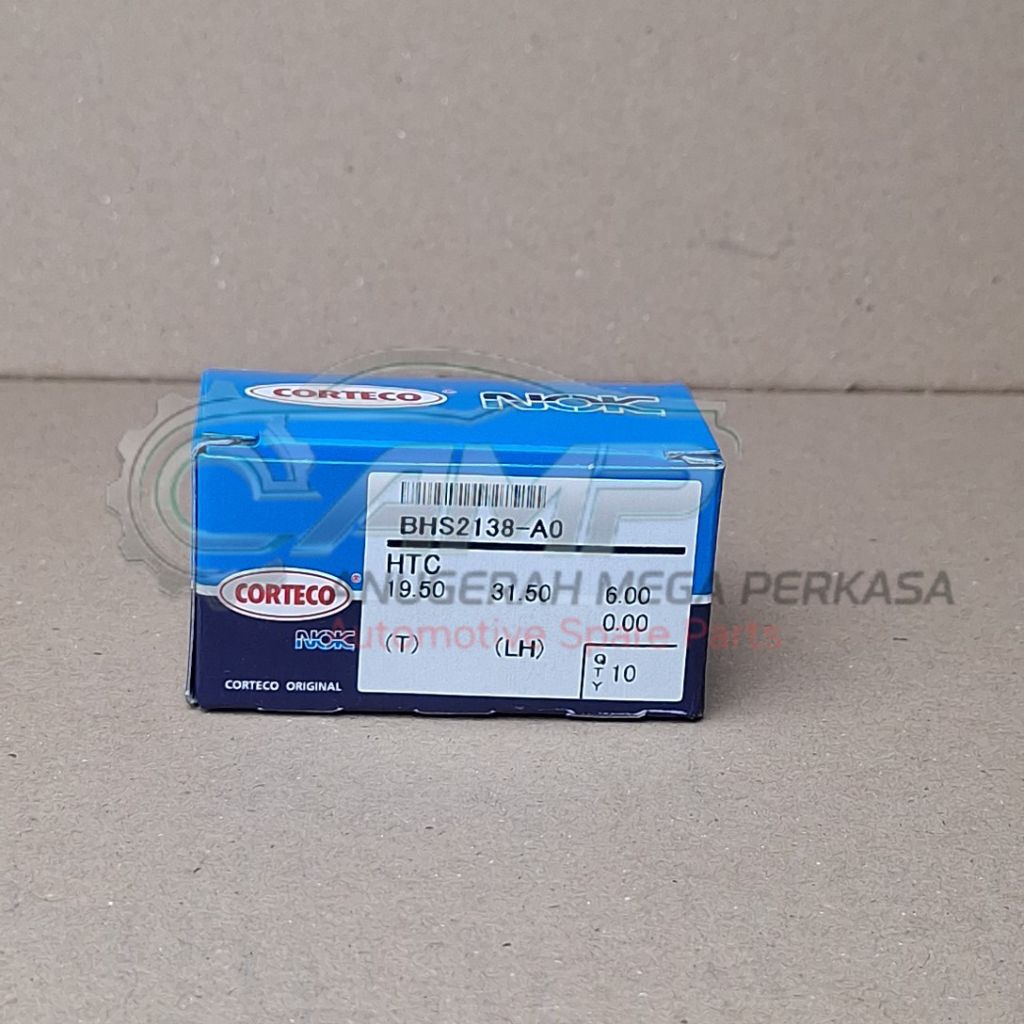 CORTECO® NOK
BHS2138-A0
HTC
19.50 31.50 6.00
0.00
(T) (LH)
QTY 10
CORTECO®
NOK
CORTECO ORIGINAL
CAMP
ANUGERAH MEGA PERKASA
Automotive Spare Parts